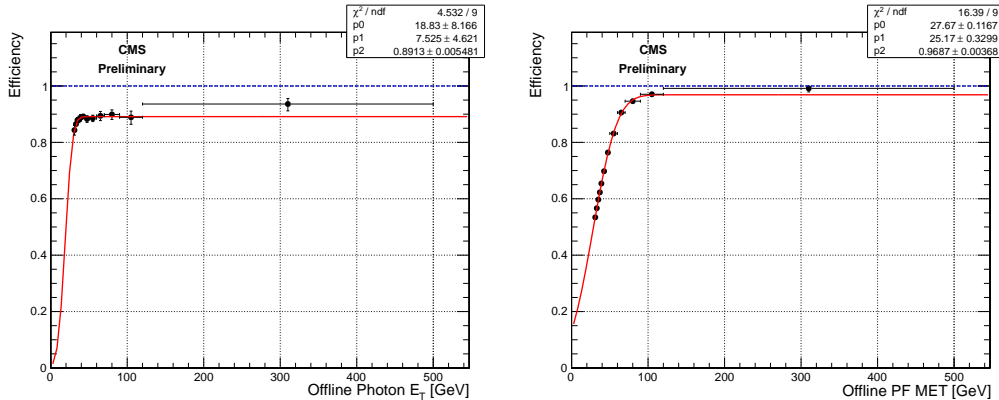 χ² / ndf 4.532 / 9
p0 18.83 ± 8.166
p1 7.525 ± 4.621
p2 0.8913 ± 0.005481
CMS
Preliminary
Efficiency
1
0.8
0.6
0.4
0.2
0
0 100 200 300 400 500
Offline Photon E_T [GeV]
χ² / ndf 16.39 / 9
p0 27.67 ± 0.1167
p1 25.17 ± 0.3299
p2 0.9687 ± 0.00368
CMS
Preliminary
Efficiency
1
0.8
0.6
0.4
0.2
0
0 100 200 300 400 500
Offline PF MET [GeV]